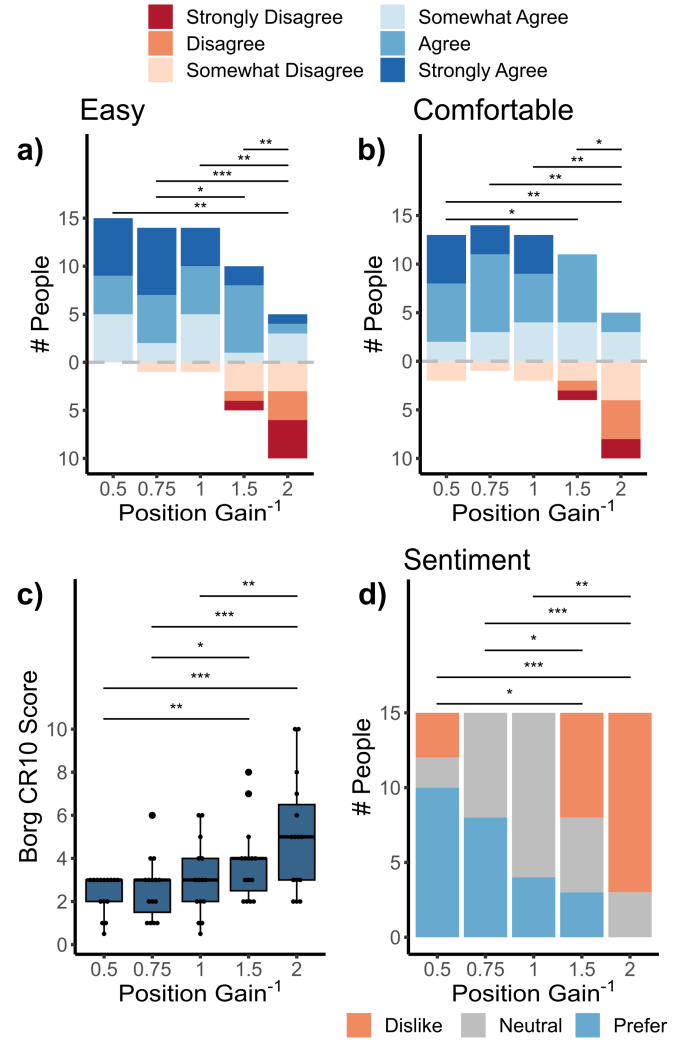 Strongly Disagree Somewhat Agree
Disagree Agree
Somewhat Disagree Strongly Agree
Easy Comfortable
a) b)
** *
** **
*** **
* **
** *
15 15
10 10
5 5
0 0
5 5
10 10
# People # People
0.5 0.75 1 1.5 2 0.5 0.75 1 1.5 2
Position Gain⁻¹ Position Gain⁻¹
Sentiment
c) d)
** **
*** ***
* *
*** ***
** *
10 15
8 10
6 5
4 0
2
0
Borg CR10 Score # People
0.5 0.75 1 1.5 2 0.5 0.75 1 1.5 2
Position Gain⁻¹ Position Gain⁻¹
Dislike Neutral Prefer